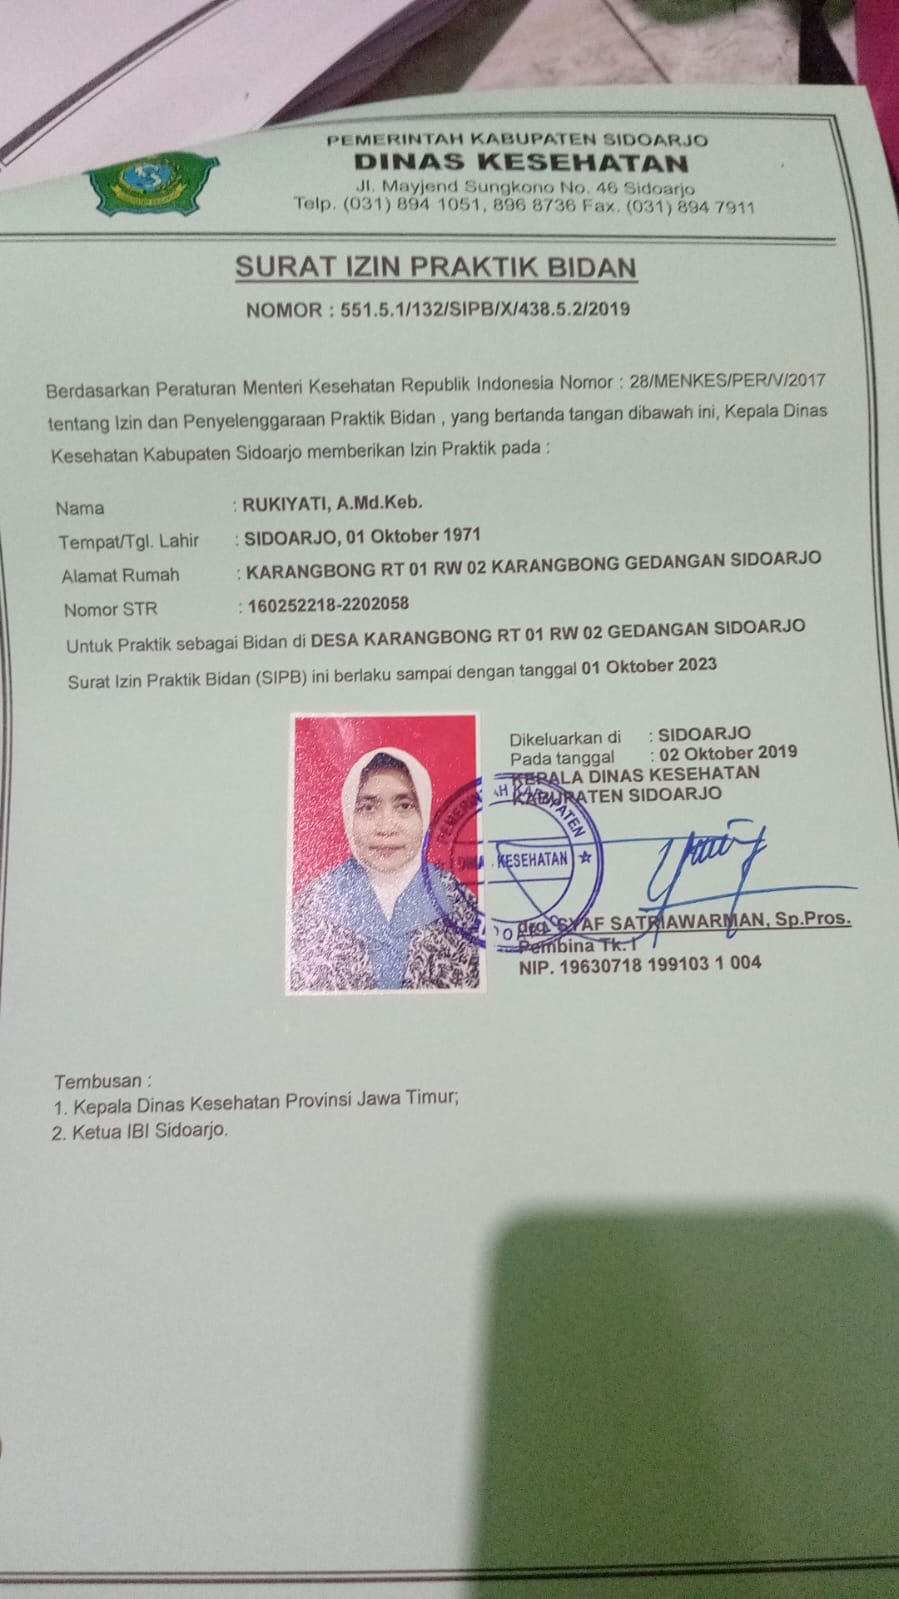 PEMERINTAH KABUPATEN SIDOARJO
DINAS KESEHATAN
Jl. Mayjend Sungkono No. 46 Sidoarjo
Telp. (031) 894 1051, 896 8736 Fax. (031) 894 7911
SURAT IZIN PRAKTIK BIDAN
NOMOR : 551.5.1/132/SIPB/X/438.5.2/2019
Berdasarkan Peraturan Menteri Kesehatan Republik Indonesia Nomor : 28/MENKES/PER/V/2017
tentang Izin dan Penyelenggaraan Praktik Bidan , yang bertanda tangan dibawah ini, Kepala Dinas
Kesehatan Kabupaten Sidoarjo memberikan Izin Praktik pada :
Nama : RUKIYATI, A.Md.Keb.
Tempat/Tgl. Lahir : SIDOARJO, 01 Oktober 1971
Alamat Rumah : KARANGBONG RT 01 RW 02 KARANGBONG GEDANGAN SIDOARJO
Nomor STR : 160252218-2202058
Untuk Praktik sebagai Bidan di DESA KARANGBONG RT 01 RW 02 GEDANGAN SIDOARJO
Surat Izin Praktik Bidan (SIPB) ini berlaku sampai dengan tanggal 01 Oktober 2023
Dikeluarkan di : SIDOARJO
Pada tanggal : 02 Oktober 2019
KEPALA DINAS KESEHATAN
KABUPATEN SIDOARJO
KESEHATAN
SYAF SATRIAWARMAN, Sp.Pros.
Pembina Tk. I
NIP. 19630718 199103 1 004
Tembusan :
1. Kepala Dinas Kesehatan Provinsi Jawa Timur;
2. Ketua IBI Sidoarjo.